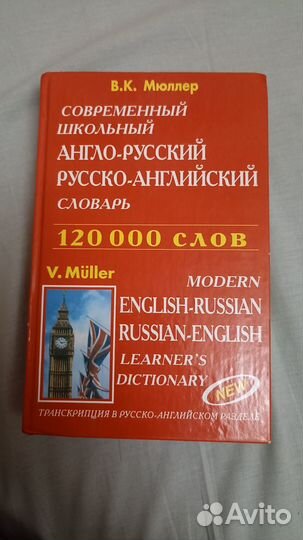 В.К. Мюллер
СОВРЕМЕННЫЙ
ШКОЛЬНЫЙ
АНГЛО-РУССКИЙ
РУССКО-АНГЛИЙСКИЙ
СЛОВАРЬ
120 000 СЛОВ
V. Müller
MODERN
ENGLISH-RUSSIAN
RUSSIAN-ENGLISH
LEARNER'S
DICTIONARY
NEW
ТРАНСКРИПЦИЯ В РУССКО-АНГЛИЙСКОМ РАЗДЕЛЕ
Avito